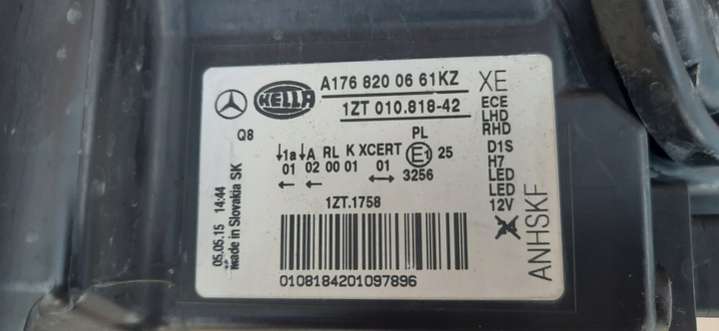 HELLA
A176 820 06 61KZ
1ZT 010.818-42
Q8
PL
↓1a↓A RL K XCERT E1 25
01 02 00 01 01 3256
← ← ↔
1ZT.1758
0108184201097896
05.05.15 14:44
made in Slovakia SK
XE
ECE
LHD
RHD
D1S
H7
LED
LED
12V
ANHSKF